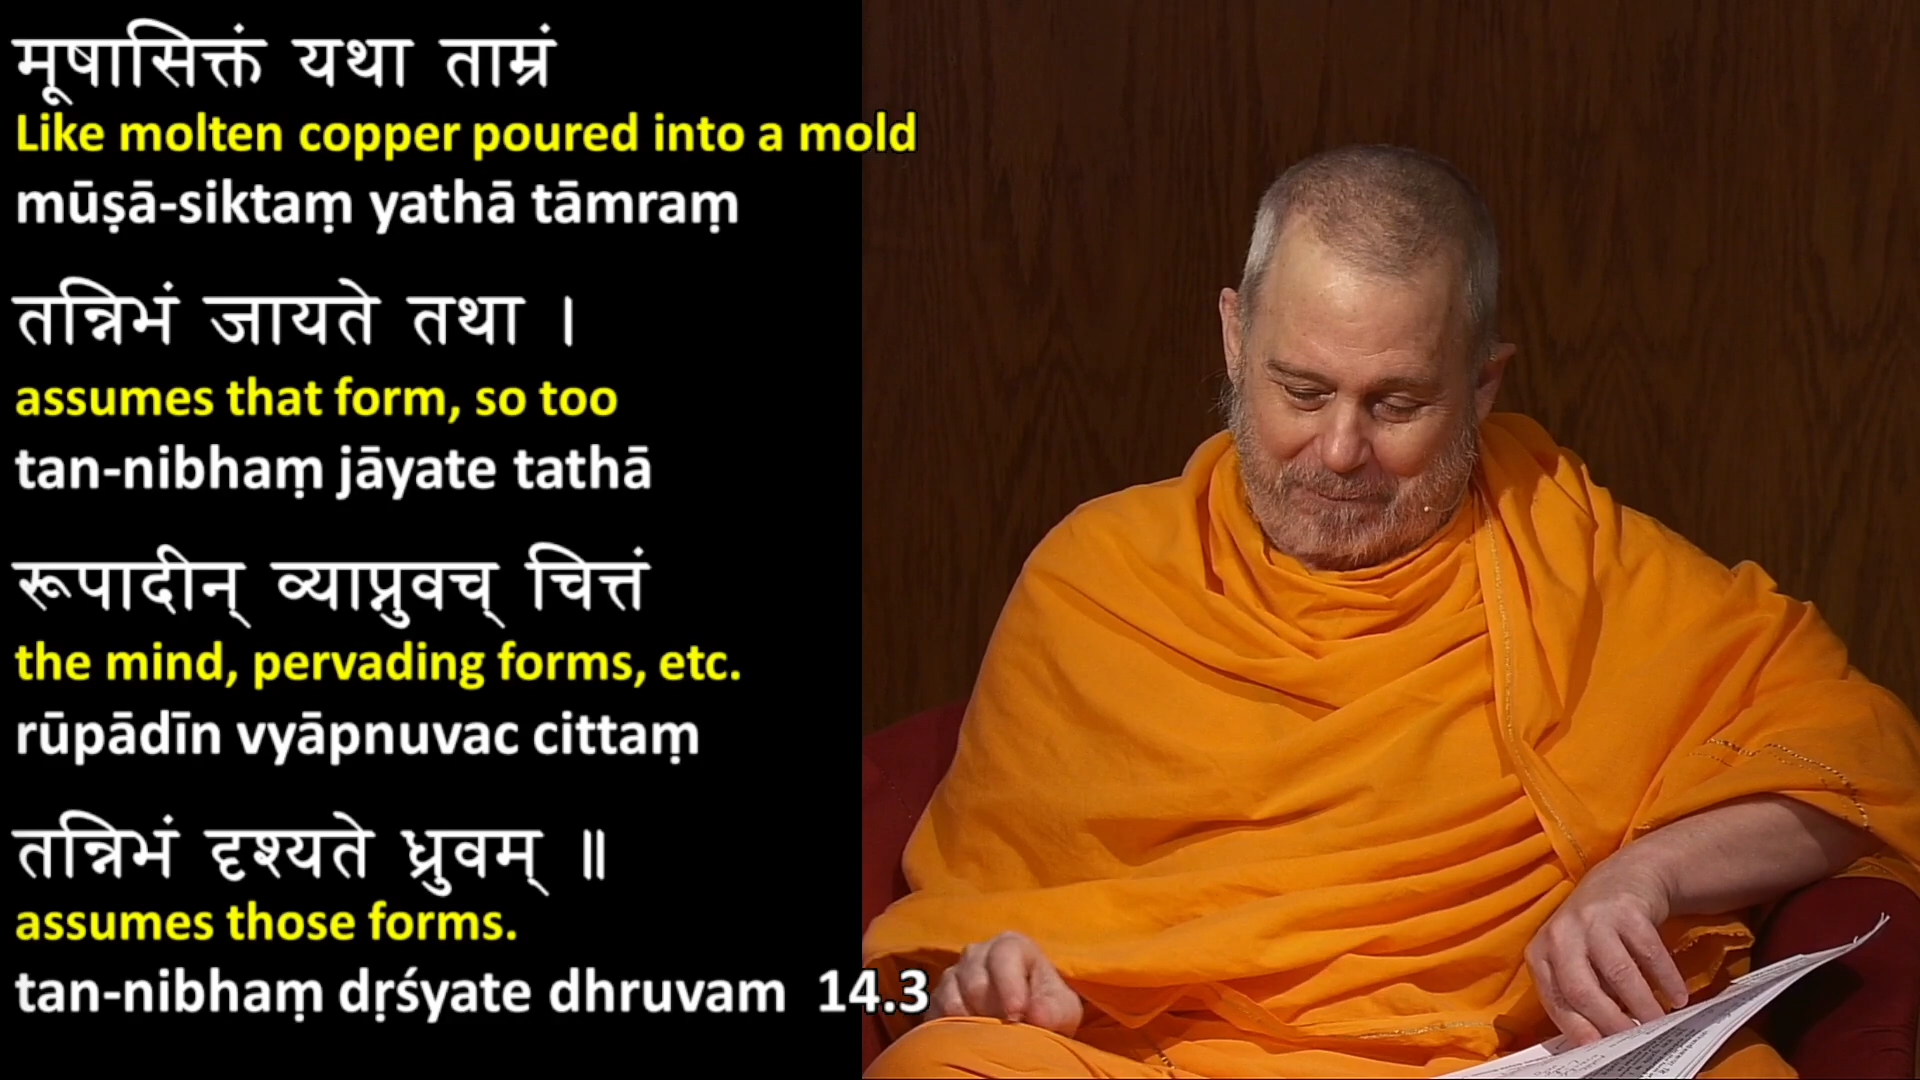 मूषासिक्तं यथा ताम्रं
Like molten copper poured into a mold
mūṣā-siktaṃ yathā tāmraṃ
तन्निभं जायते तथा ।
assumes that form, so too
tan-nibhaṃ jāyate tathā
रूपादीन् व्याप्नुवच् चित्तं
the mind, pervading forms, etc.
rūpādīn vyāpnuvac cittaṃ
तन्निभं दृश्यते ध्रुवम् ॥
assumes those forms.
tan-nibhaṃ dṛśyate dhruvam 14.3